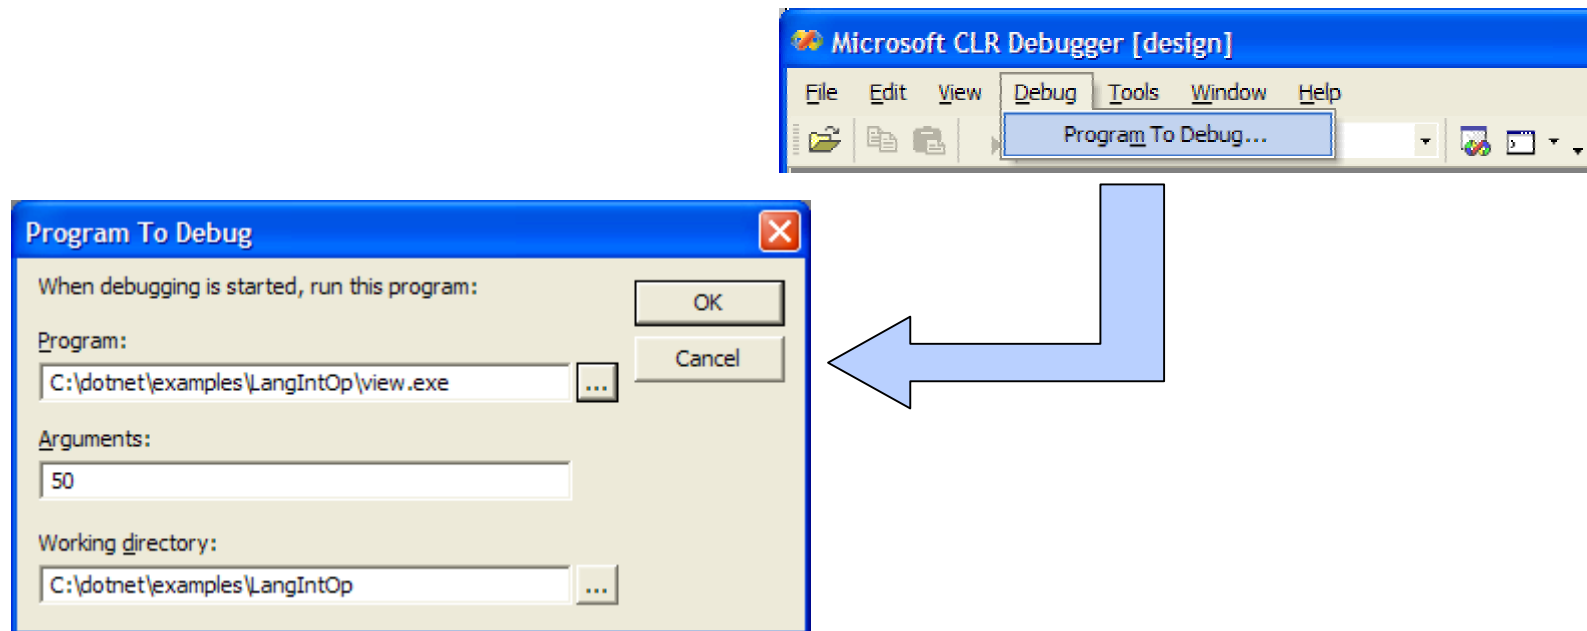 Microsoft CLR Debugger [design]
File Edit View Debug Tools Window Help
Program To Debug...
Program To Debug
When debugging is started, run this program:
OK
Program:
Cancel
C:\dotnet\examples\LangIntOp\view.exe ...
Arguments:
50
Working directory:
C:\dotnet\examples\LangIntOp ...